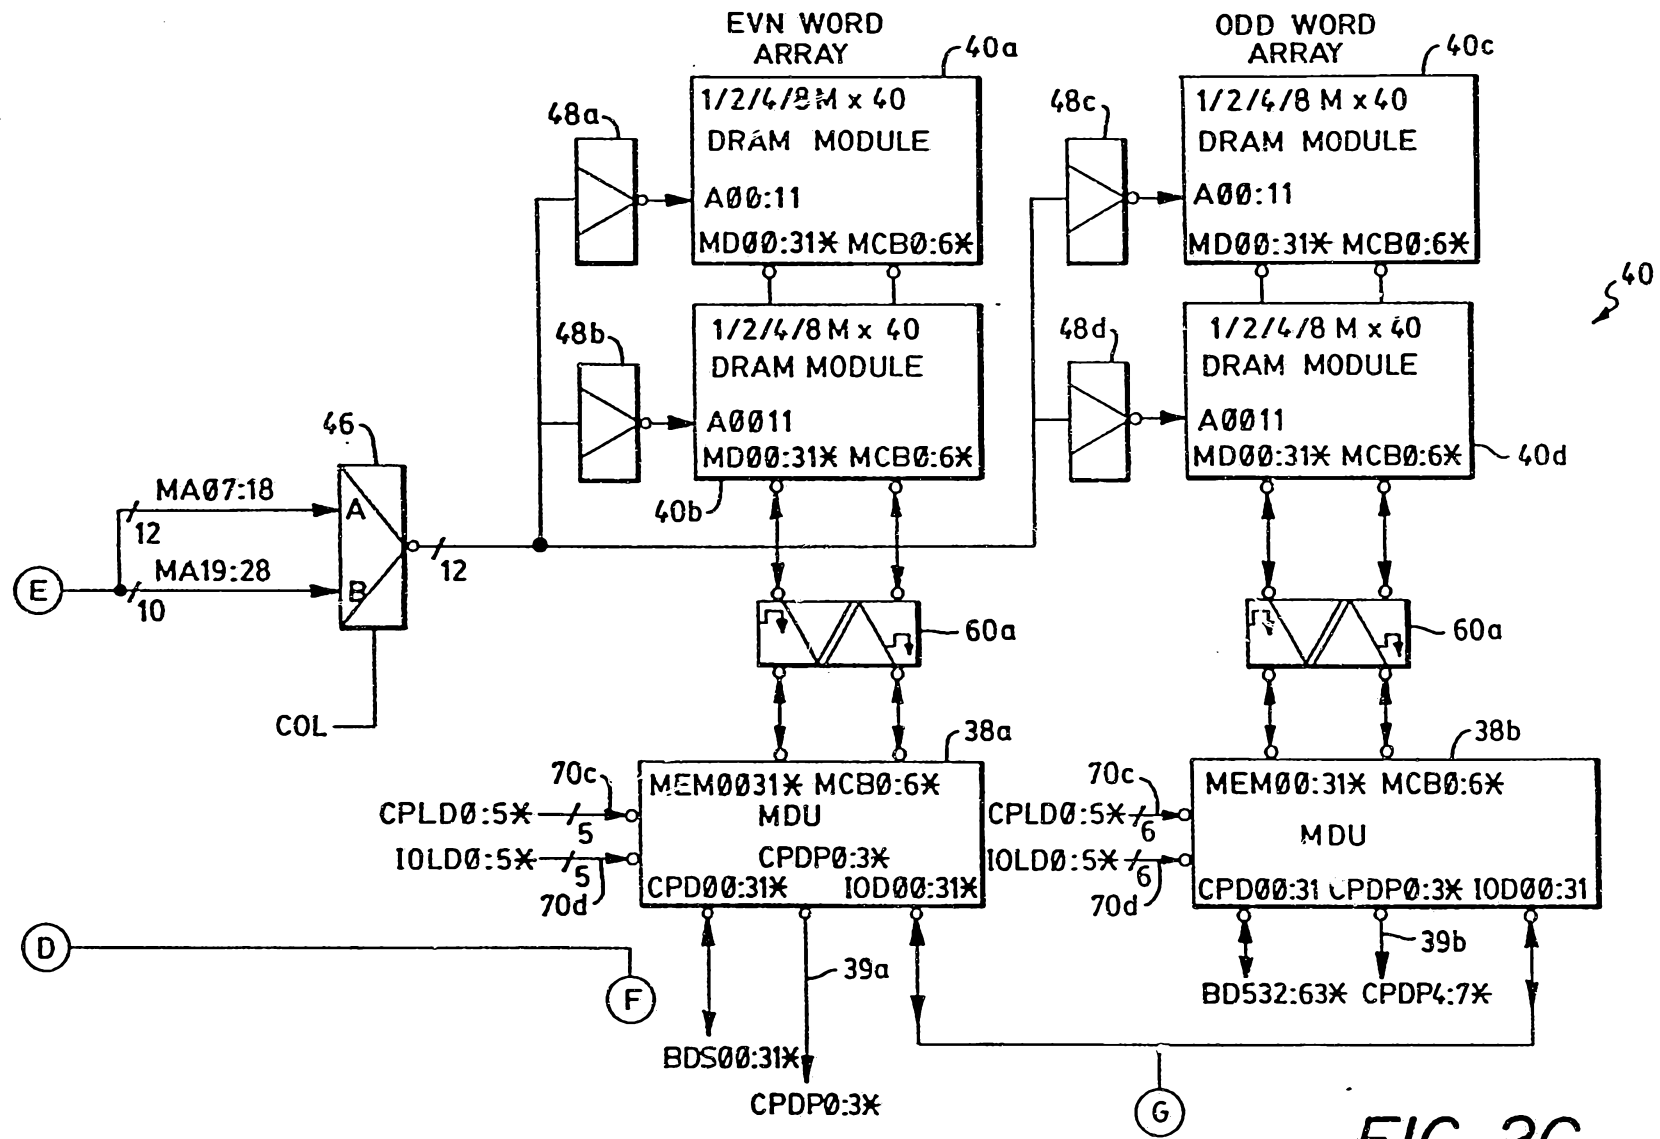 EVN WORD
ARRAY
ODD WORD
ARRAY
40a
40c
1/2/4/8M x 40
DRAM MODULE
A00:11
MD00:31* MCB0:6*
48a
1/2/4/8 M x 40
DRAM MODULE
A00:11
MD00:31* MCB0:6*
48c
40
1/2/4/8 M x 40
DRAM MODULE
A0011
MD00:31* MCB0:6*
48b
40b
1/2/4/8 M x 40
DRAM MODULE
A0011
MD00:31* MCB0:6*
48d
40d
46
MA07:18
12
A
MA19:28
10
B
E
12
COL
60a
60a
38a
38b
70c
CPLD0:5*
5
IOLD0:5*
5
70d
MEM0031* MCB0:6*
MDU
CPDP0:3*
CPD00:31* IOD00:31*
70c
CPLD0:5*
6
IOLD0:5*
6
70d
MEM00:31* MCB0:6*
MDU
CPD00:31 CPDP0:3* IOD00:31
D
F
39a
39b
BDS00:31*
CPDP0:3*
BD532:63* CPDP4:7*
G
FIG. 3C